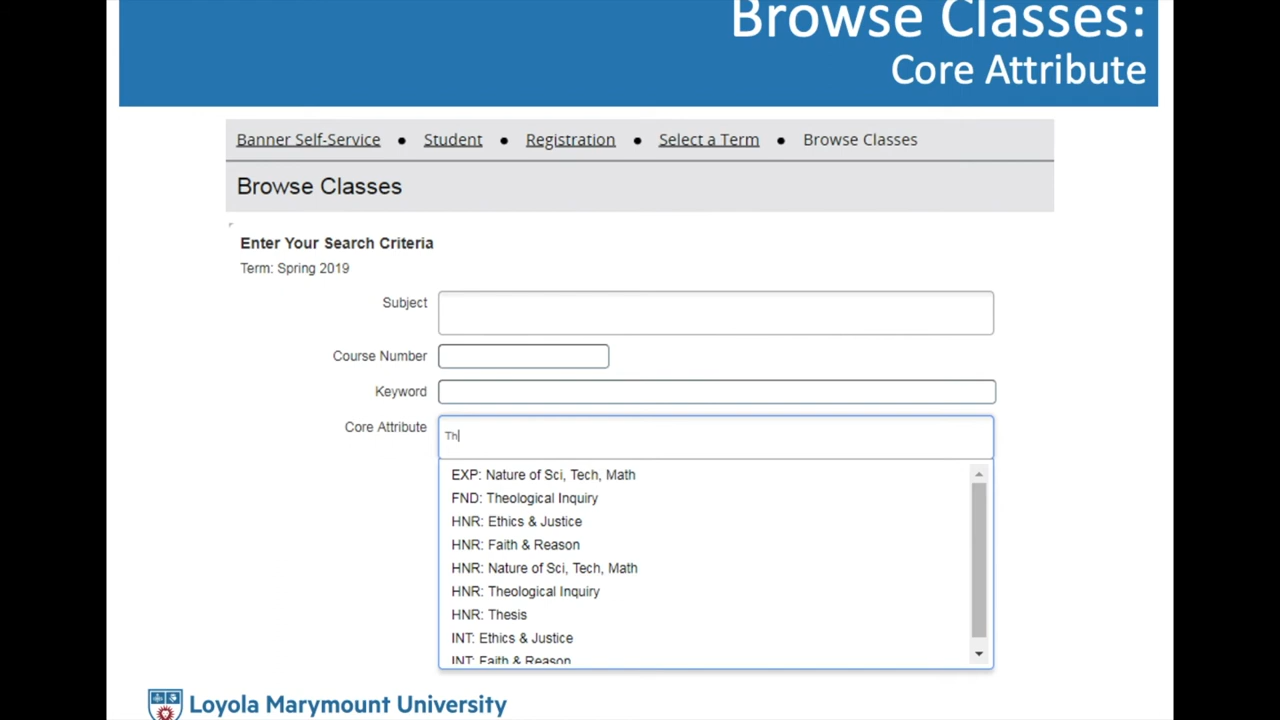 Browse Classes:
Core Attribute
Banner Self-Service • Student • Registration • Select a Term • Browse Classes
Browse Classes
Enter Your Search Criteria
Term: Spring 2019
Subject
Course Number
Keyword
Core Attribute
Th
EXP: Nature of Sci, Tech, Math
FND: Theological Inquiry
HNR: Ethics & Justice
HNR: Faith & Reason
HNR: Nature of Sci, Tech, Math
HNR: Theological Inquiry
HNR: Thesis
INT: Ethics & Justice
INT: Faith & Reason
Loyola Marymount University